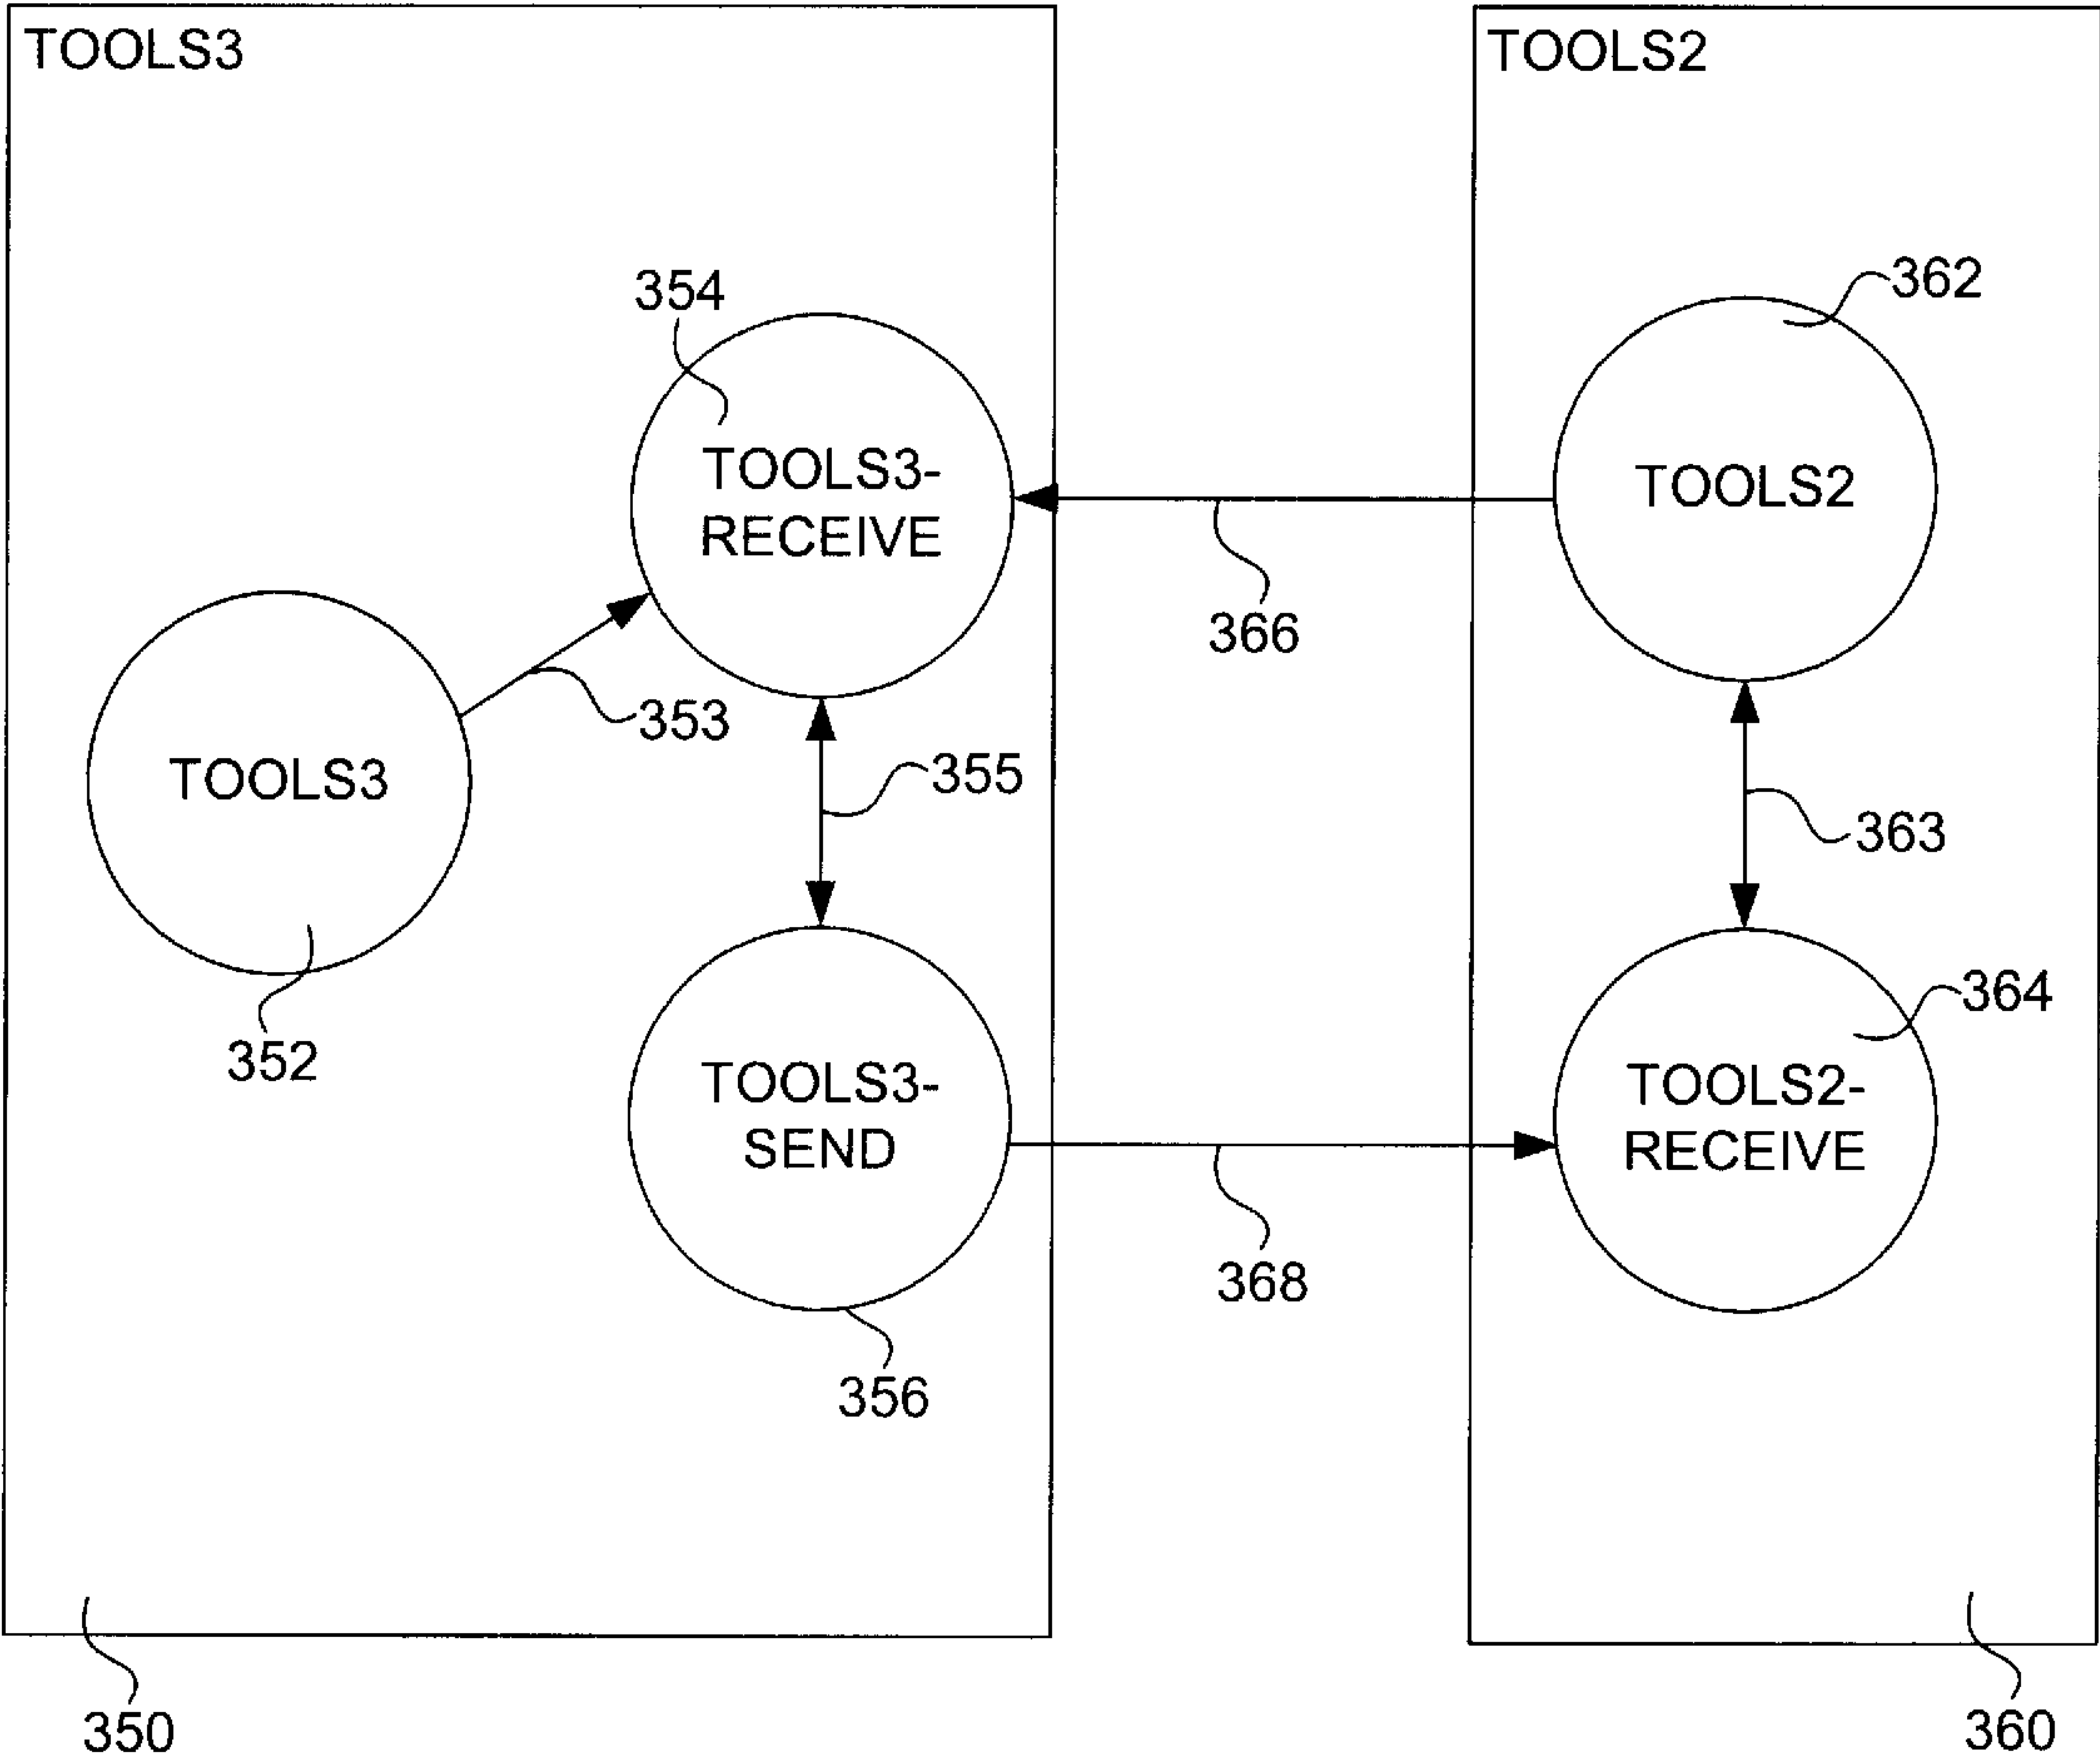 TOOLS3
TOOLS2
362
354
TOOLS3-
RECEIVE
TOOLS2
366
353
TOOLS3
355
363
364
352
TOOLS3-
SEND
TOOLS2-
RECEIVE
368
356
350
360